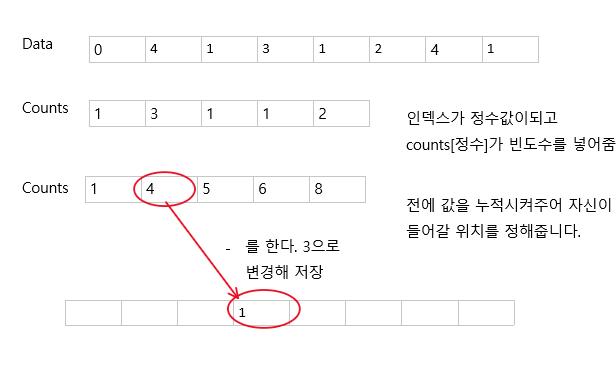 Data 0 4 1 3 1 2 4 1
Counts 1 3 1 1 2
인덱스가 정수값이되고
counts[정수]가 빈도수를 넣어줌
Counts 1 4 5 6 8
전에 값을 누적시켜주어 자신이
들어갈 위치를 정해줍니다.
- 를 한다. 3으로
변경해 저장
1